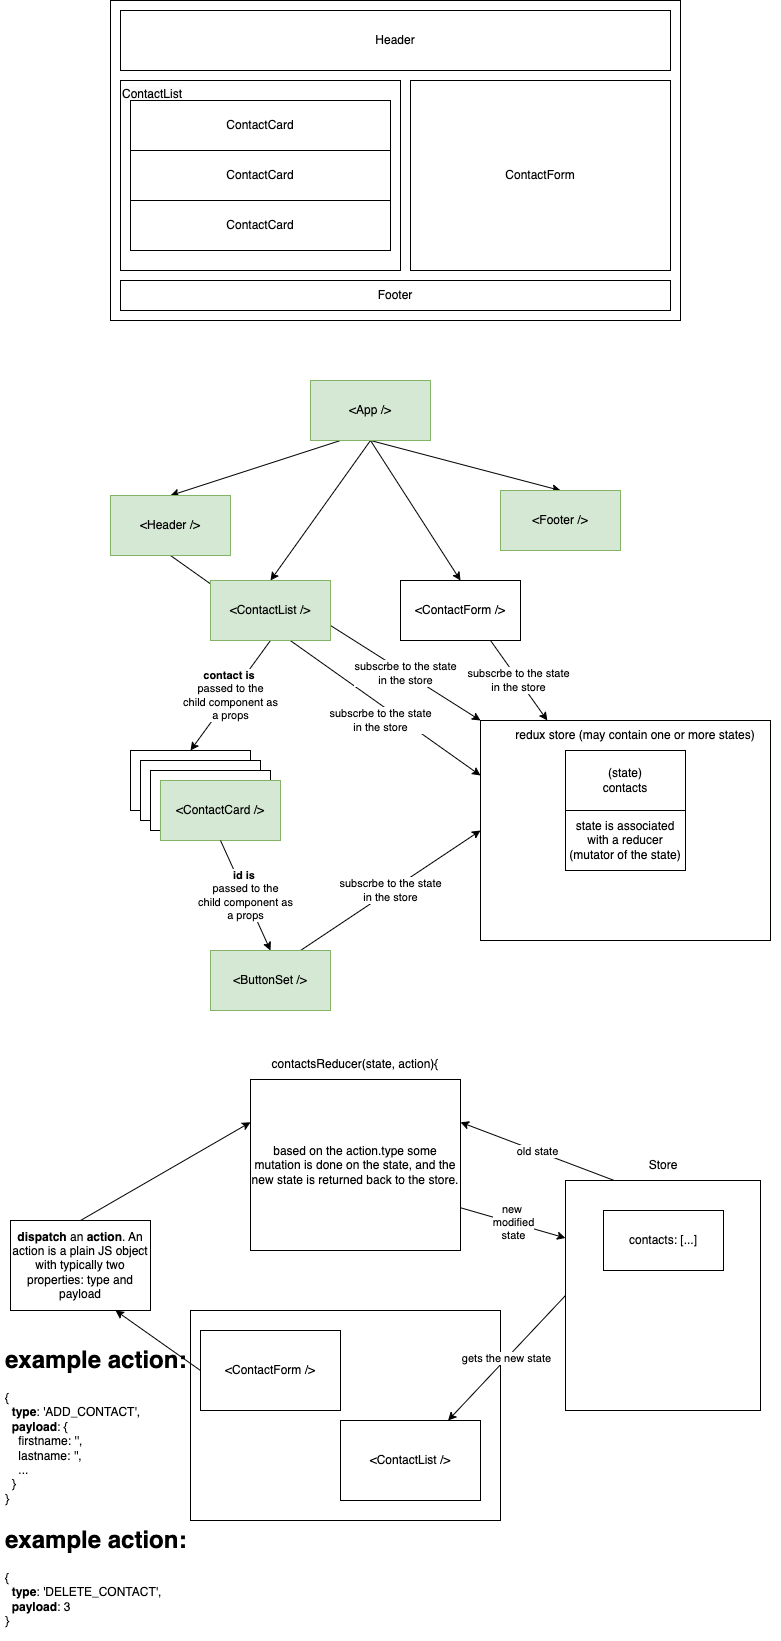 Header
ContactList
ContactCard
ContactCard
ContactCard
ContactForm
Footer
<App />
<Header />
<Footer />
<ContactList />
<ContactForm />
contact is
passed to the
child component as
a props
subscrbe to the state
in the store
subscrbe to the state
in the store
subscrbe to the state
in the store
redux store (may contain one or more states)
(state)
contacts
state is associated
with a reducer
(mutator of the state)
<ContactCard />
id is
passed to the
child component as
a props
subscrbe to the state
in the store
<ButtonSet />
contactsReducer(state, action){
based on the action.type some
mutation is done on the state, and the
new state is returned back to the store.
old state
Store
new
modified
state
contacts: [...]
dispatch an action. An
action is a plain JS object
with typically two
properties: type and
payload
gets the new state
<ContactForm />
<ContactList />
example action:
{
type: 'ADD_CONTACT',
payload: {
firstname: '',
lastname: '',
...
}
}
example action:
{
type: 'DELETE_CONTACT',
payload: 3
}